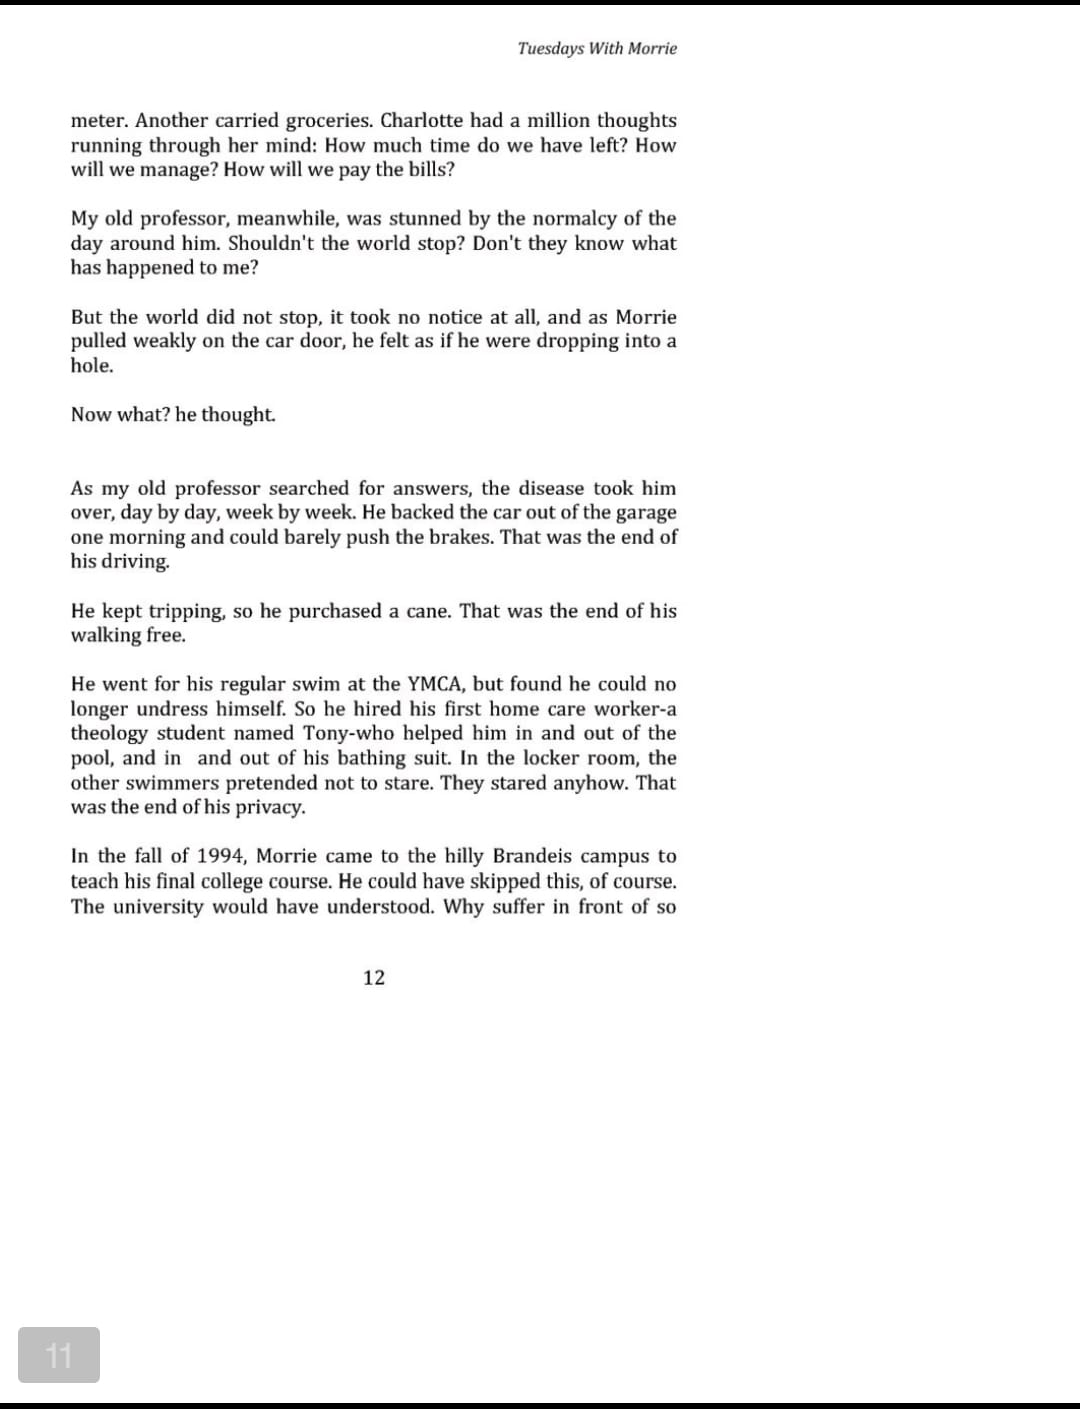 Tuesdays With Morrie
meter. Another carried groceries. Charlotte had a million thoughts
running through her mind: How much time do we have left? How
will we manage? How will we pay the bills?
My old professor, meanwhile, was stunned by the normalcy of the
day around him. Shouldn't the world stop? Don't they know what
has happened to me?
But the world did not stop, it took no notice at all, and as Morrie
pulled weakly on the car door, he felt as if he were dropping into a
hole.
Now what? he thought.
As my old professor searched for answers, the disease took him
over, day by day, week by week. He backed the car out of the garage
one morning and could barely push the brakes. That was the end of
his driving.
He kept tripping, so he purchased a cane. That was the end of his
walking free.
He went for his regular swim at the YMCA, but found he could no
longer undress himself. So he hired his first home care worker-a
theology student named Tony-who helped him in and out of the
pool, and in and out of his bathing suit. In the locker room, the
other swimmers pretended not to stare. They stared anyhow. That
was the end of his privacy.
In the fall of 1994, Morrie came to the hilly Brandeis campus to
teach his final college course. He could have skipped this, of course.
The university would have understood. Why suffer in front of so
12
11